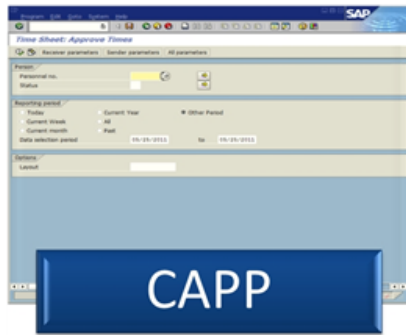 Program Edit Goto System Help
SAP
Time Sheet: Approve Times
Receiver parameters Sender parameters All parameters
Person
Personnel no.
Status
Reporting period
Today Current Year Other Period
Current Week All
Current month Past
Data selection period to
Options
Layout
CAPP